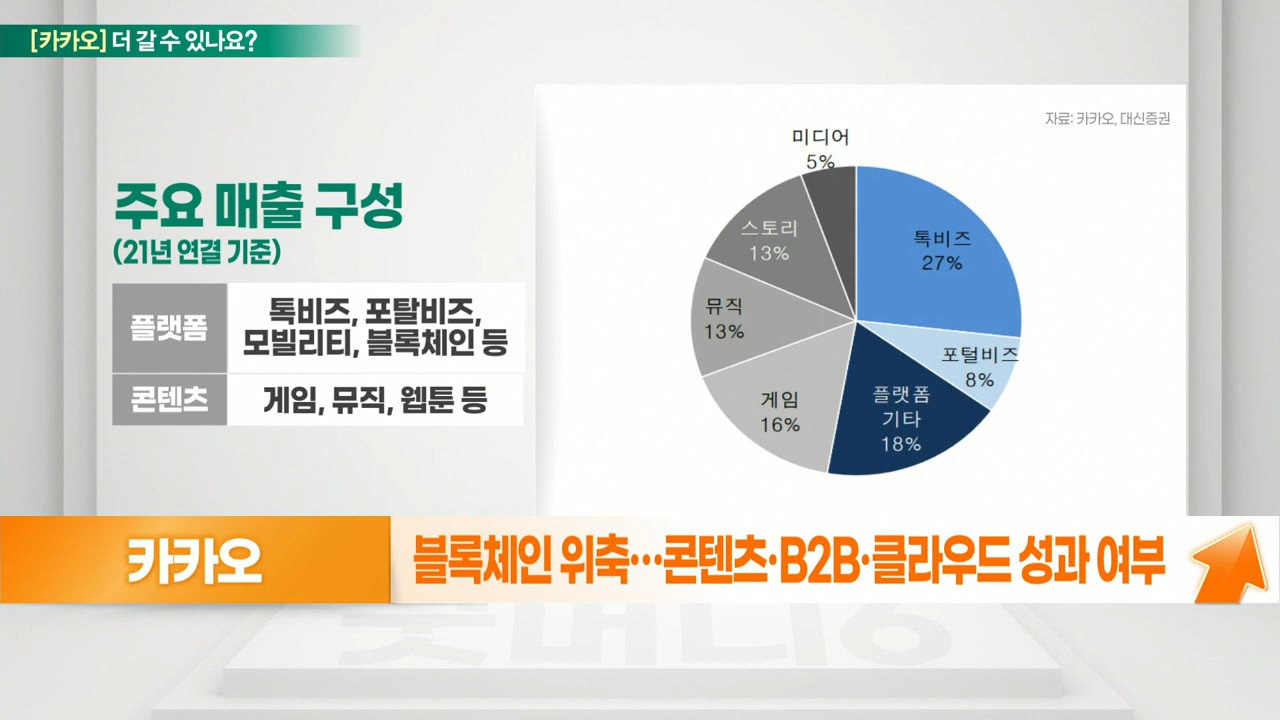 [카카오] 더 갈 수 있나요?
자료: 카카오, 대신증권
주요 매출 구성
(21년 연결 기준)
플랫폼
톡비즈, 포탈비즈,
모빌리티, 블록체인 등
콘텐츠
게임, 뮤직, 웹툰 등
미디어
5%
톡비즈
27%
포털비즈
8%
플랫폼
기타
18%
게임
16%
뮤직
13%
스토리
13%
카카오
블록체인 위축…콘텐츠·B2B·클라우드 성과 여부